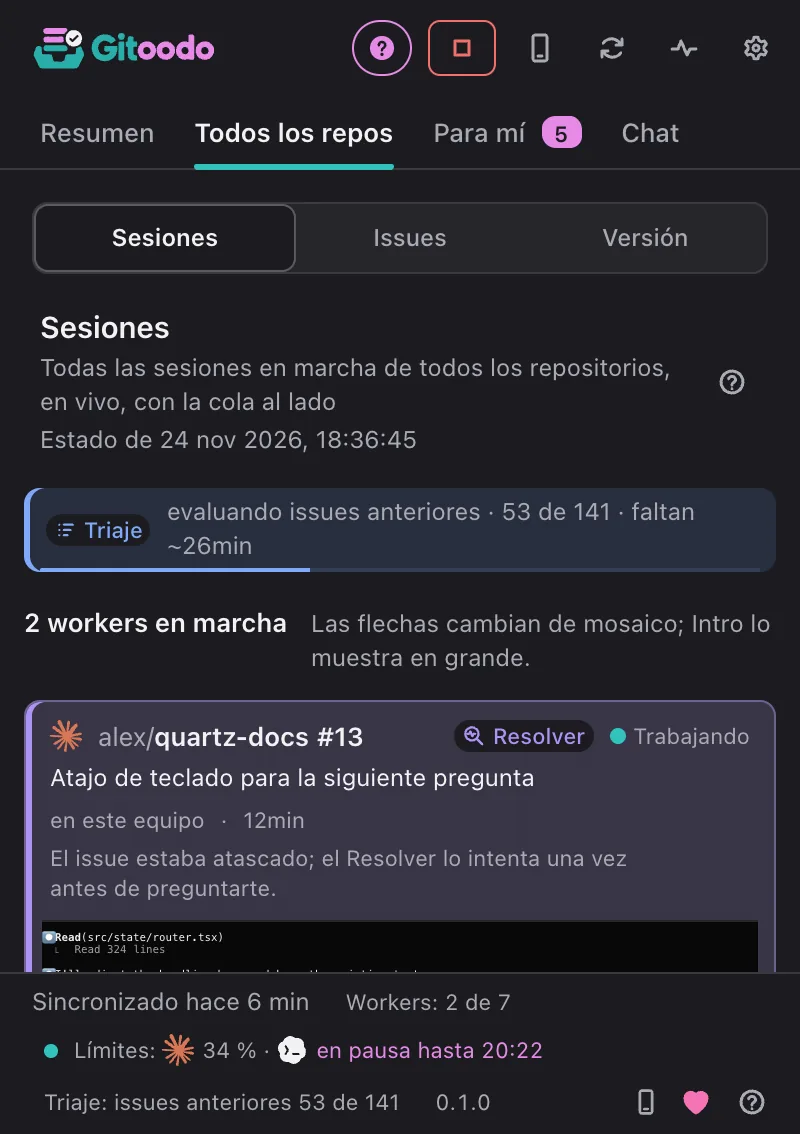 Gitoodo
Resumen
Todos los repos
Para mí 5
Chat
Sesiones
Issues
Versión
Sesiones
Todas las sesiones en marcha de todos los repositorios,
en vivo, con la cola al lado
Estado de 24 nov 2026, 18:36:45
Triaje
evaluando issues anteriores · 53 de 141 · faltan
~26min
2 workers en marcha
Las flechas cambian de mosaico; Intro lo
muestra en grande.
alex/quartz-docs #13
Resolver
Trabajando
Atajo de teclado para la siguiente pregunta
en este equipo · 12min
El issue estaba atascado; el Resolver lo intenta una vez
antes de preguntarte.
Read(src/state/router.tsx)
Read 324 lines
Sincronizado hace 6 min
Workers: 2 de 7
Límites: 34 % · en pausa hasta 20:22
Triaje: issues anteriores 53 de 141
0.1.0